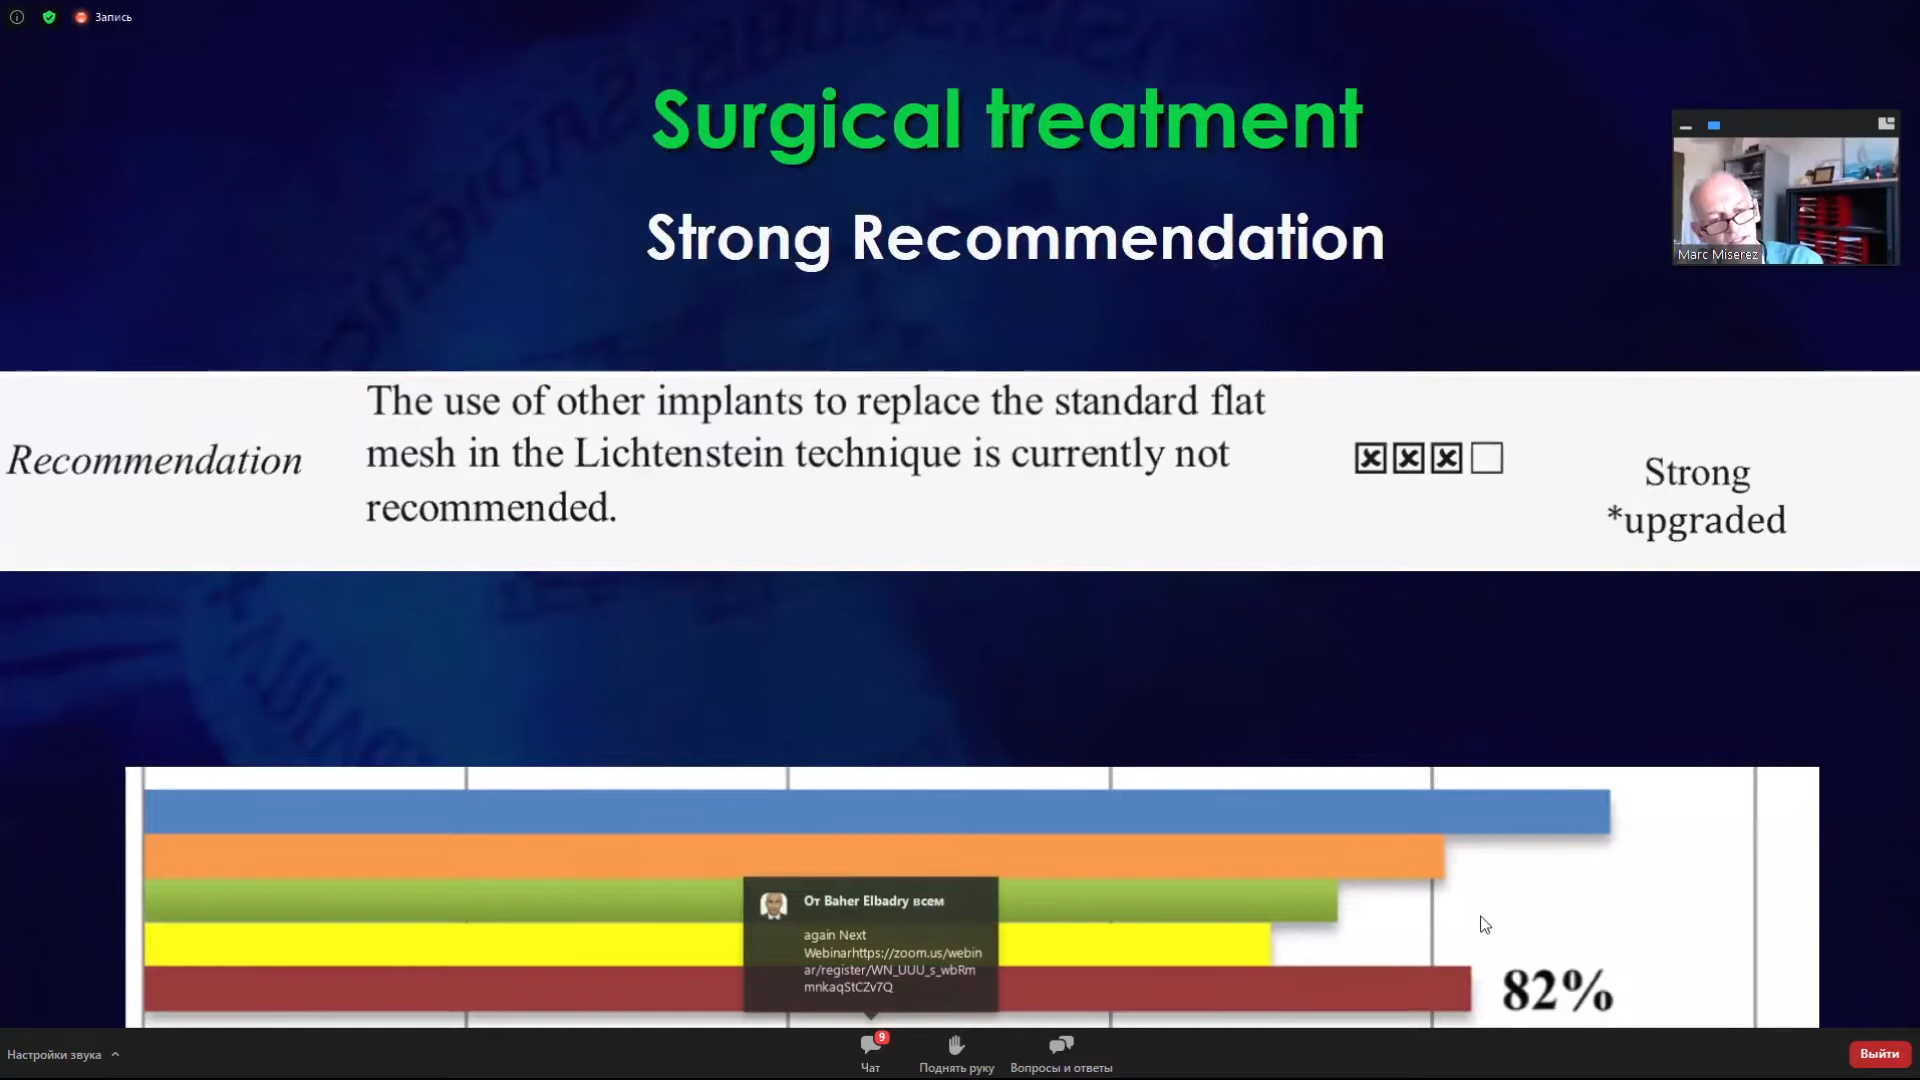 Запись
Surgical treatment
Strong Recommendation
Marc Miserez
Recommendation
The use of other implants to replace the standard flat
mesh in the Lichtenstein technique is currently not
recommended.
Strong
*upgraded
От Baher Elbadry всем
again Next
Webinarhttps://zoom.us/webin
ar/register/WN_UUU_s_wbRm
mnkaqStCZv7Q
82%
Настройки звука
9
Чат
Поднять руку
Вопросы и ответы
Выйти